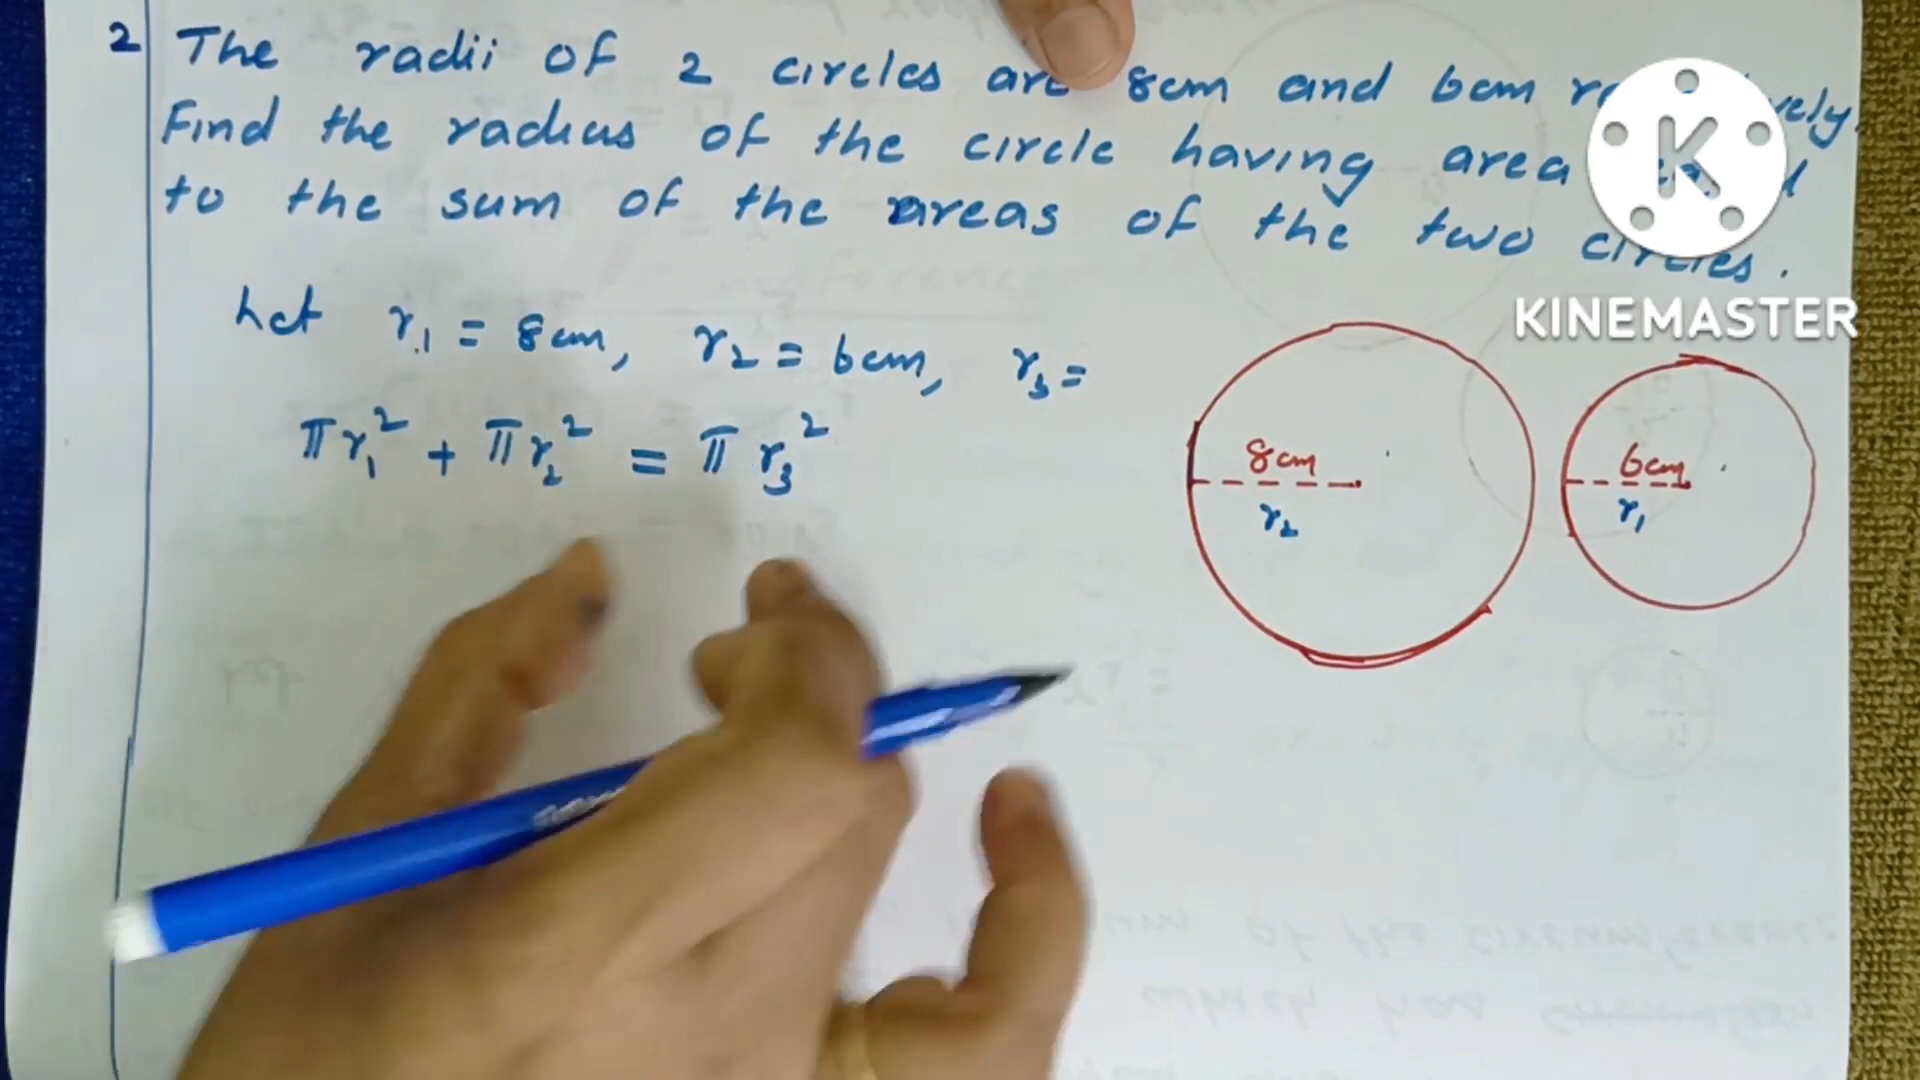 2 The radii of 2 circles are 8cm and 6cm
Find the radius of the circle having area
to the sum of the areas of the two circles.
Let r1 = 8cm, r2 = 6cm, r3 =
πr1² + πr2² = πr3²
8cm
r2
6cm
r1
K
KINEMASTER